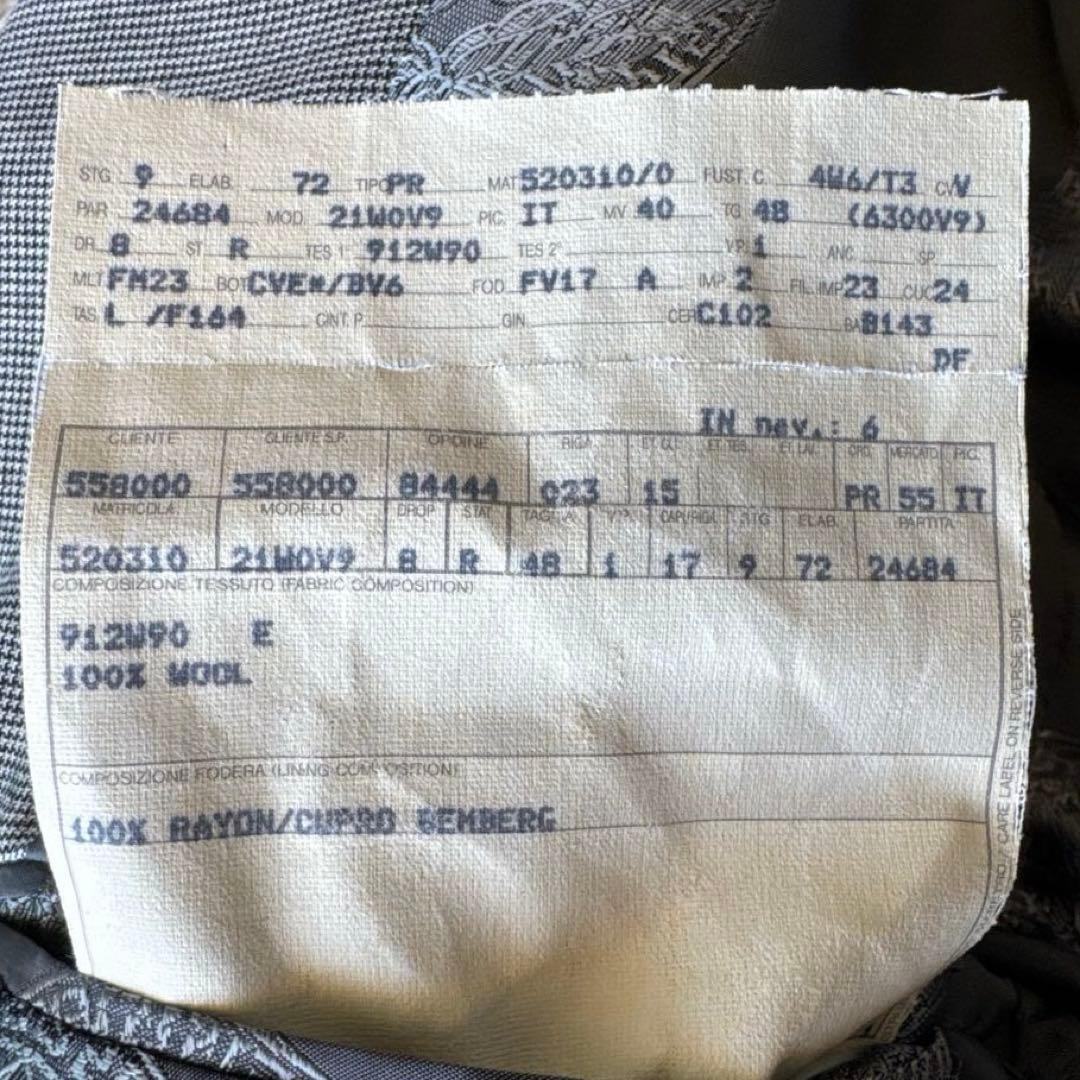 STG. 9 ELAB. 72 TIPO PR MAT 520310/0 FUST. C 4W6/T3 CV. V
PAR. 24684 MOD. 21W0V9 PIC. IT MV. 40 TG. 48 (6300V9)
DR. 8 ST. R TES 1° 912W90 TES 2° VP. 1 ANC. SP.
MLT FM23 BOT CVE*/BV6 FOD. FV17 A IMP. 2 FIL. IMP 23 CUC 24
TAS L /F164 CINT. P. GIN. CER C102 BA B143
DF
IN nev.: 6
CLIENTE CLIENTE S.P. ORDINE RIGA ET. GL. ET. TES. ET. LAV. ORG. MERCATO PIC.
558000 558000 84444 023 15 PR 55 IT
MATRICOLA MODELLO DROP STAT. TAGLIA STG ELAB. PARTITA
520310 21W0V9 8 R 48 1 17 9 72 24684
COMPOSIZIONE TESSUTO (FABRIC COMPOSITION)
912W90 E
100% WOOL
COMPOSIZIONE FODERA (LINING COMPOSITION)
100% RAYON/CUPRO BEMBERG
RETRO / CARE LABEL ON REVERSE SIDE